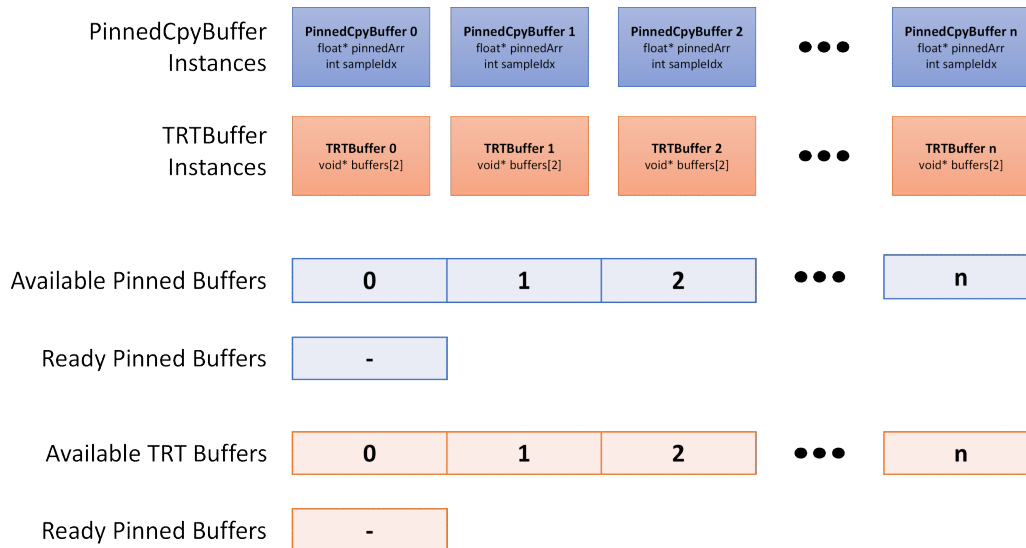 PinnedCpyBuffer
Instances
PinnedCpyBuffer 0
float* pinnedArr
int sampleIdx
PinnedCpyBuffer 1
float* pinnedArr
int sampleIdx
PinnedCpyBuffer 2
float* pinnedArr
int sampleIdx
PinnedCpyBuffer n
float* pinnedArr
int sampleIdx
TRTBuffer
Instances
TRTBuffer 0
void* buffers[2]
TRTBuffer 1
void* buffers[2]
TRTBuffer 2
void* buffers[2]
TRTBuffer n
void* buffers[2]
Available Pinned Buffers
0
1
2
n
Ready Pinned Buffers
-
Available TRT Buffers
0
1
2
n
Ready Pinned Buffers
-